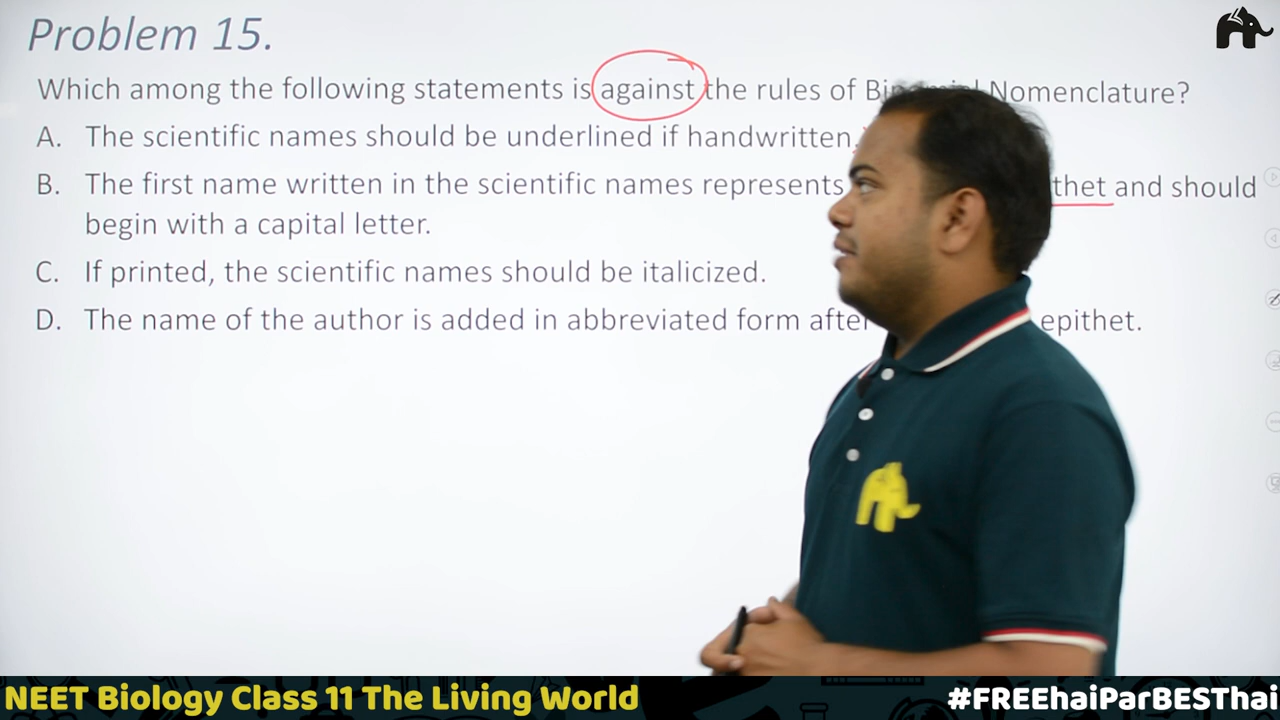 Problem 15.
Which among the following statements is against the rules of Nomenclature?
A. The scientific names should be underlined if handwritten.
B. The first name written in the scientific names represents and should
begin with a capital letter.
C. If printed, the scientific names should be italicized.
D. The name of the author is added in abbreviated form after epithet.
NEET Biology Class 11 The Living World
#FREEhaiParBESThai